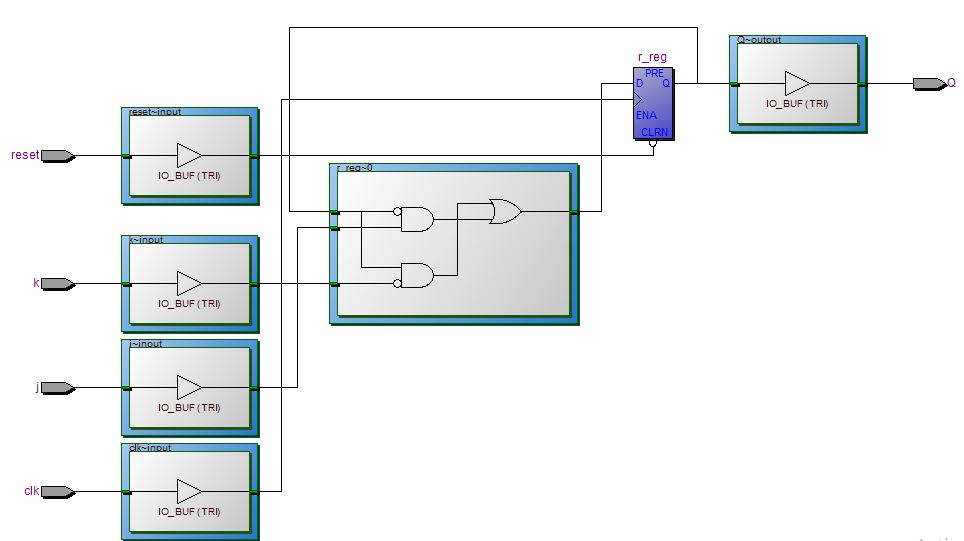 Q~output
r_reg
PRE
D Q
Q
IO_BUF (TRI)
ENA
CLRN
reset~input
reset
IO_BUF (TRI)
r_reg~0
k~input
k
IO_BUF (TRI)
j~input
j
IO_BUF (TRI)
clk~input
clk
IO_BUF (TRI)